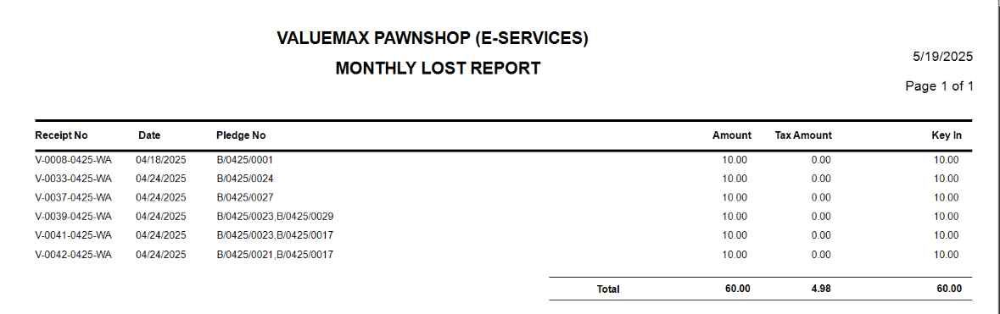 VALUEMAX PAWNSHOP (E-SERVICES)
MONTHLY LOST REPORT
5/19/2025
Page 1 of 1
Receipt No Date Pledge No Amount Tax Amount Key In
V-0008-0425-WA 04/18/2025 B/0425/0001 10.00 0.00 10.00
V-0033-0425-WA 04/24/2025 B/0425/0024 10.00 0.00 10.00
V-0037-0425-WA 04/24/2025 B/0425/0027 10.00 0.00 10.00
V-0039-0425-WA 04/24/2025 B/0425/0023,B/0425/0029 10.00 0.00 10.00
V-0041-0425-WA 04/24/2025 B/0425/0023,B/0425/0017 10.00 0.00 10.00
V-0042-0425-WA 04/24/2025 B/0425/0021,B/0425/0017 10.00 0.00 10.00
Total 60.00 4.98 60.00